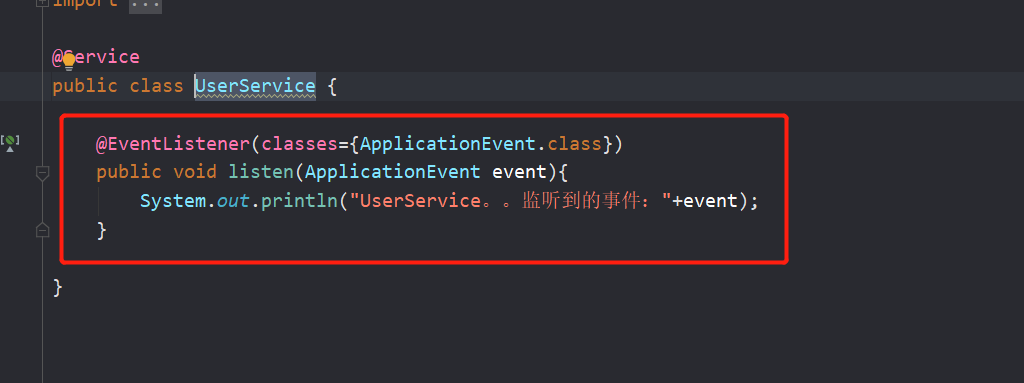 import ...
@Service
public class UserService {
@EventListener(classes={ApplicationEvent.class})
public void listen(ApplicationEvent event){
System.out.println("UserService。。监听到的事件："+event);
}
}